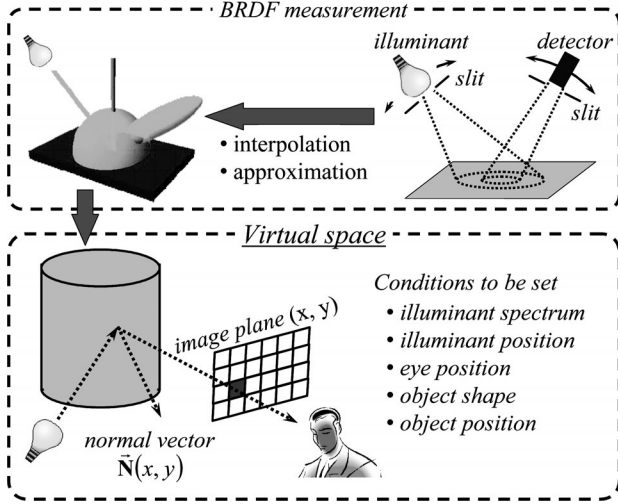 BRDF measurement
illuminant
detector
slit
slit
• interpolation
• approximation
Virtual space
image plane (x, y)
normal vector
N⃗(x, y)
Conditions to be set
• illuminant spectrum
• illuminant position
• eye position
• object shape
• object position